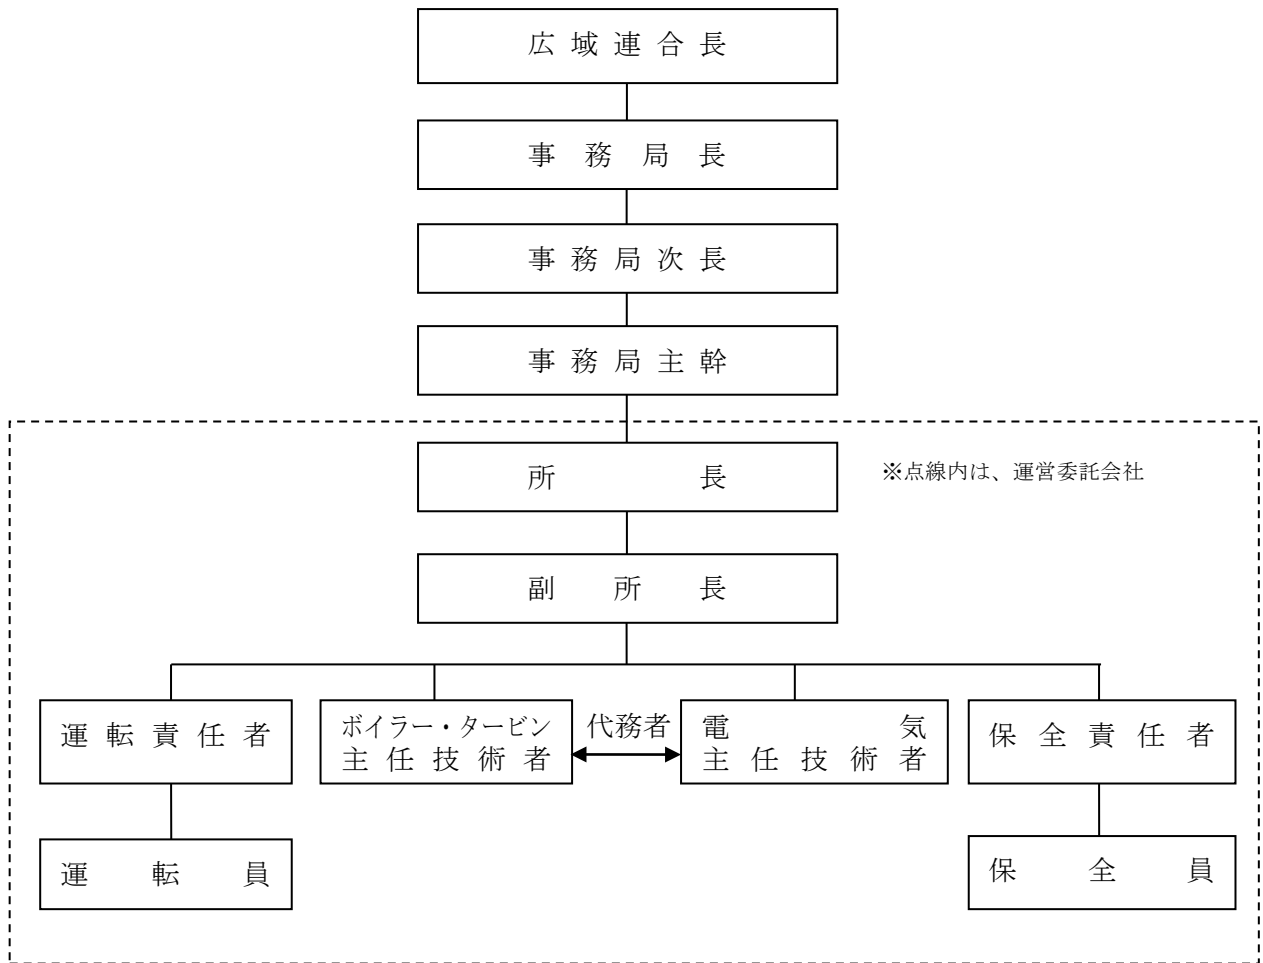 広域連合長
事務局長
事務局次長
事務局主幹
所長
※点線内は、運営委託会社
副所長
運転責任者
ボイラー・タービン
主任技術者
代務者
電気
主任技術者
保全責任者
運転員
保全員